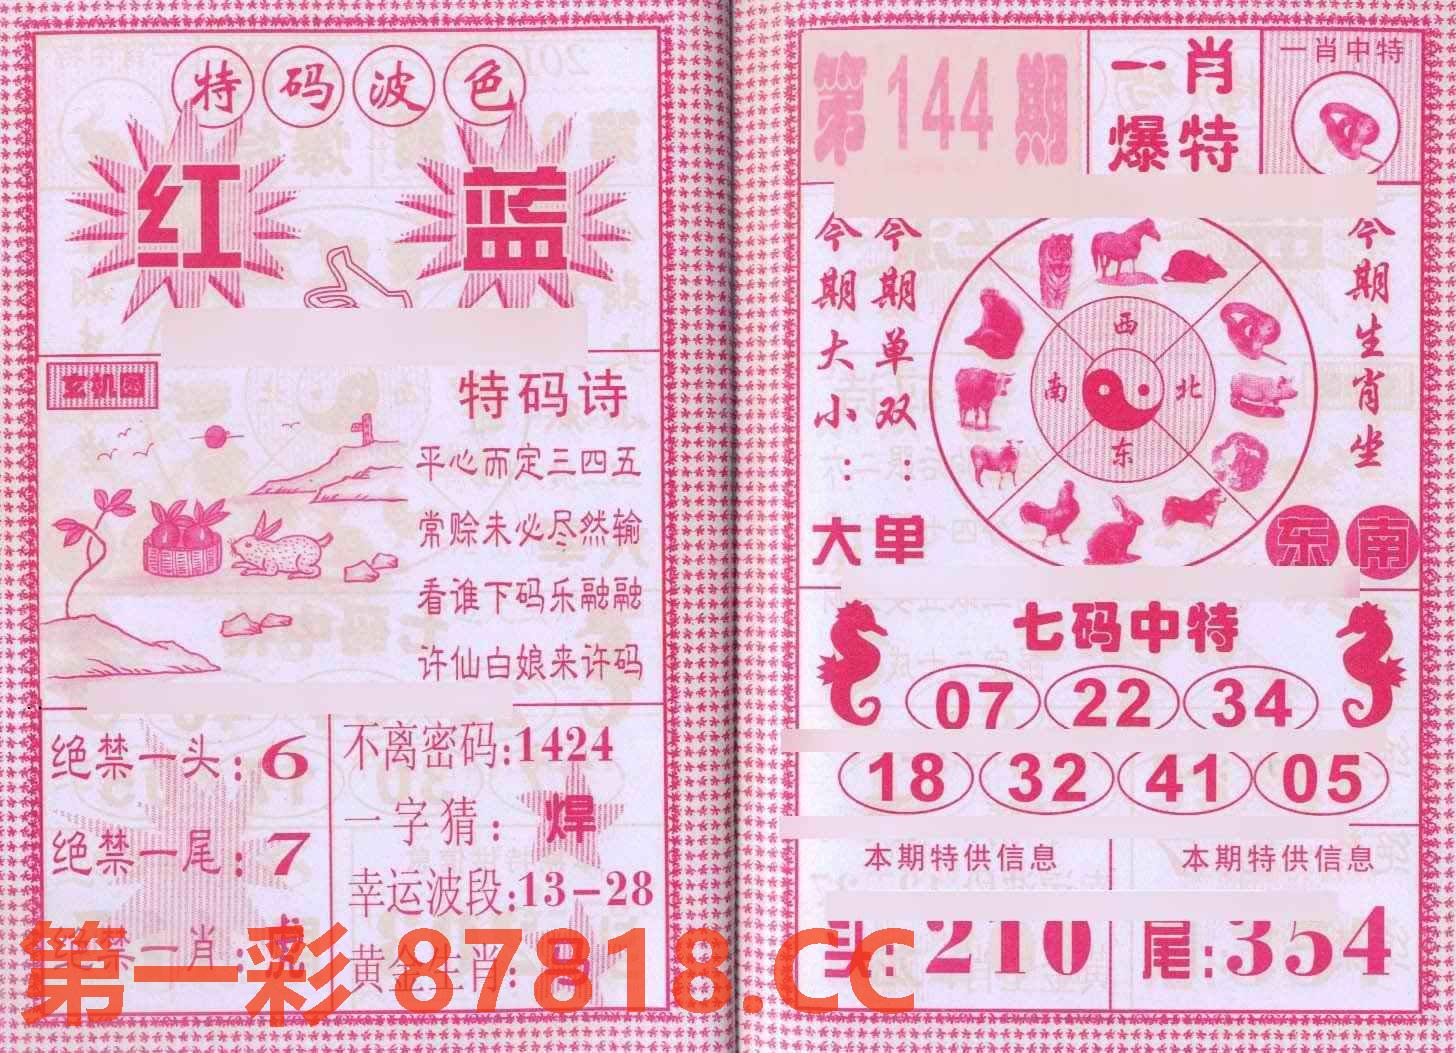 特码波色
红 蓝
玄机图
特码诗
平心而定三四五
常赊未必尽然输
看谁下码乐融融
许仙白娘来许码
绝禁一头:6
绝禁一尾:7
绝禁一肖:虎
不离密码:1424
一字猜:焊
幸运波段:13-28
黄金生肖:马
第144期
一肖
爆特
一肖中特
今期大小:大
今期单双:单
西
南 北
东
今期生肖坐
东南
七码中特
07 22 34
18 32 41 05
本期特供信息
头:210
本期特供信息
尾:354
第一彩 87818.CC